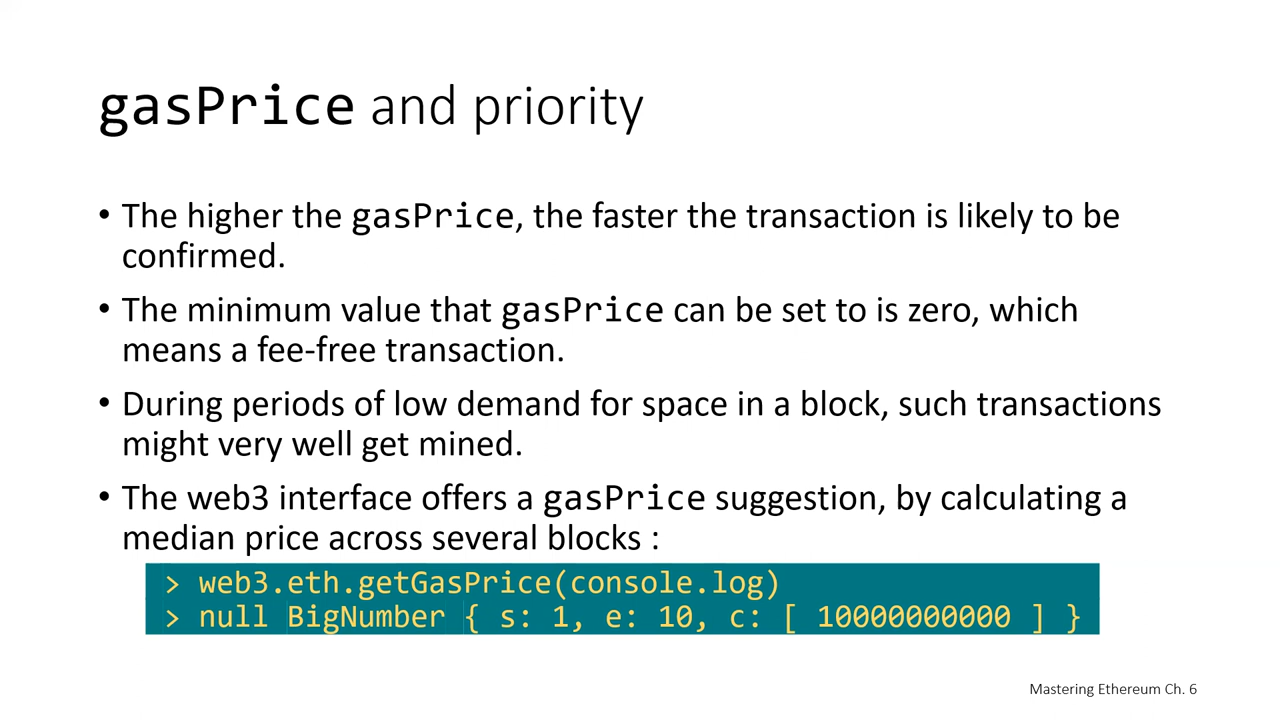 gasPrice and priority
• The higher the gasPrice, the faster the transaction is likely to be
confirmed.
• The minimum value that gasPrice can be set to is zero, which
means a fee-free transaction.
• During periods of low demand for space in a block, such transactions
might very well get mined.
• The web3 interface offers a gasPrice suggestion, by calculating a
median price across several blocks :
> web3.eth.getGasPrice(console.log)
> null BigNumber { s: 1, e: 10, c: [ 10000000000 ] }
Mastering Ethereum Ch. 6